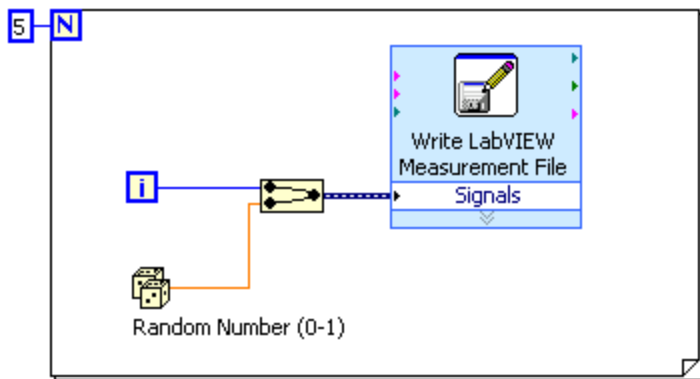 5 N
Write LabVIEW
Measurement File
Signals
i
Random Number (0-1)